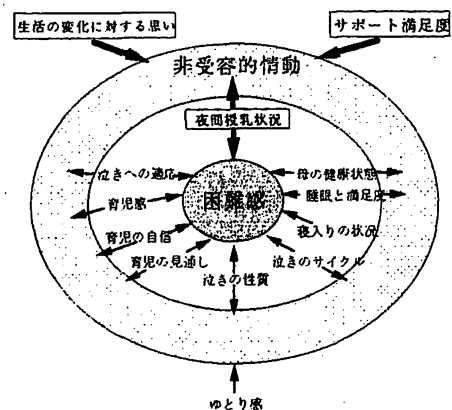 生活の変化に対する思い
サポート満足度
非受容的情動
夜間授乳状況
泣きへの適応
母の健康状態
困難感
育児感
睡眠と満足度
育児の自信
寝入りの状況
育児の見通し
泣きのサイクル
泣きの性質
ゆとり感